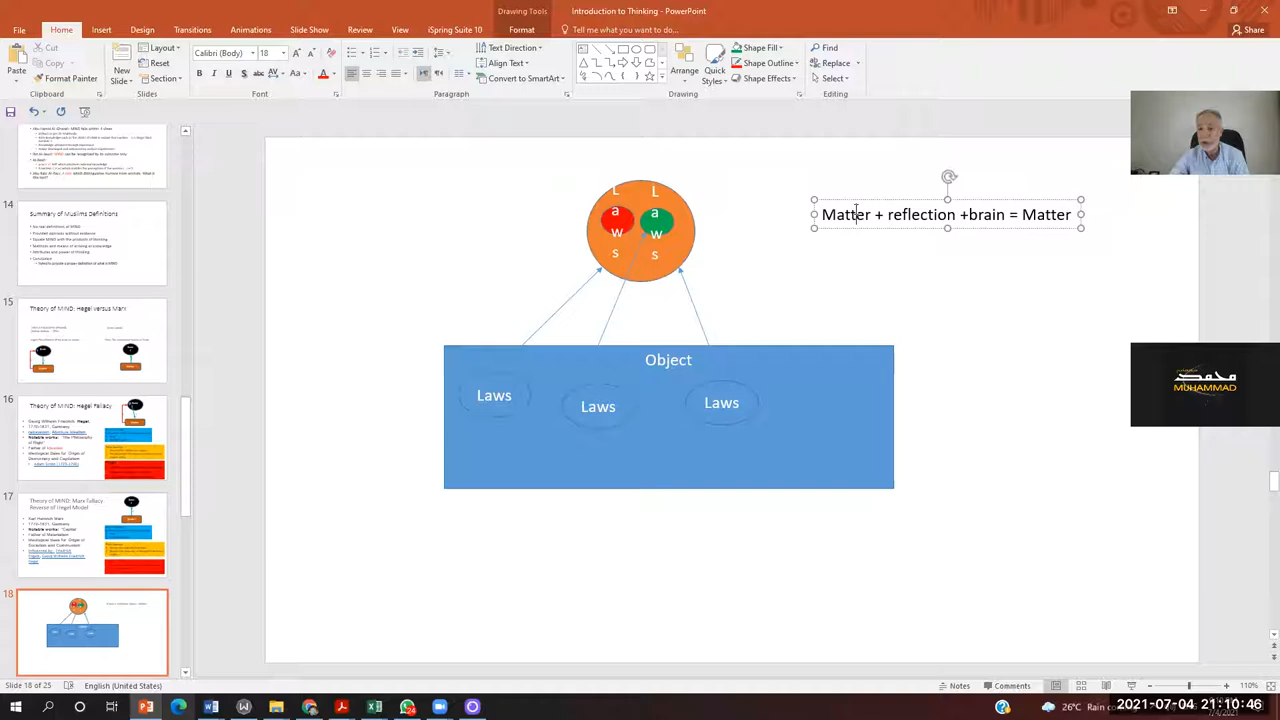 Drawing Tools
Introduction to Thinking - PowerPoint
File Home Insert Design Transitions Animations Slide Show Review View iSpring Suite 10 Format Tell me what you want to do... Share
Paste
Cut
Copy
Format Painter
Clipboard
New Slide
Layout
Reset
Section
Slides
Calibri (Body) 18
Font
Text Direction
Align Text
Convert to SmartArt
Paragraph
Arrange
Quick Styles
Shape Fill
Shape Outline
Shape Effects
Drawing
Find
Replace
Select
Editing
14
Summary of Muslims Definitions
15
Theory of MIND: Hegel versus Marx
16
Theory of MIND: Hegel Fallacy
17
Theory of MIND: Marx Fallacy
Reverse of Hegel Model
18
Laws
Laws
Matter + reflection +brain = Matter
Object
Laws
Laws
Laws
محمد
MUHAMMAD
Slide 18 of 25 English (United States) Notes Comments 110%
24
26°C Rain
2021-07-04 21:10:46